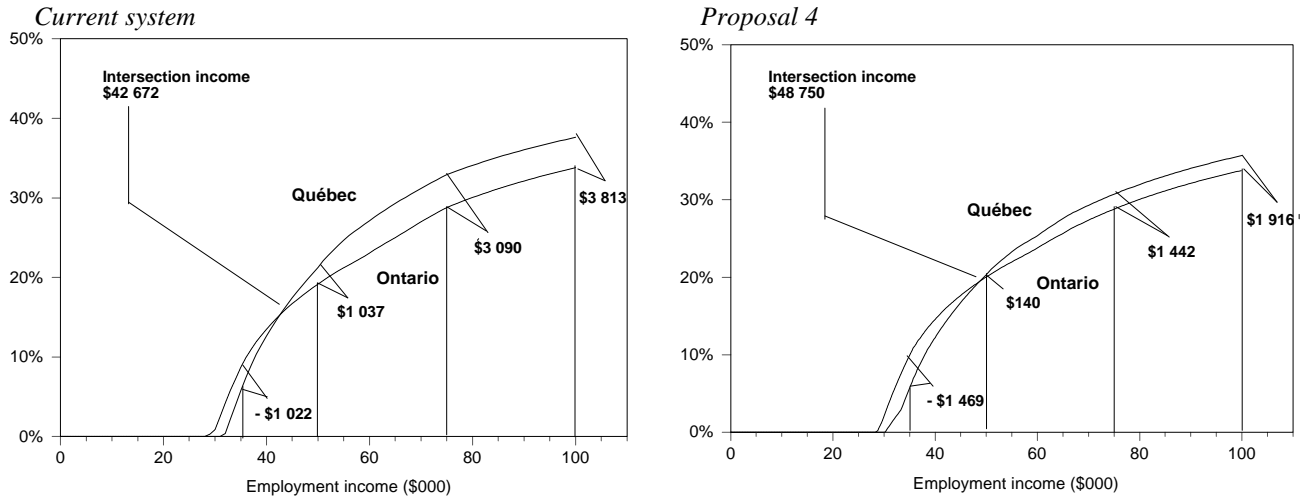 Current system
50%
40%
30%
20%
10%
0%
Intersection income
$42 672
Québec
Ontario
$3 813
$3 090
$1 037
- $1 022
0
20
40
60
80
100
Employment income ($000)
Proposal 4
50%
40%
30%
20%
10%
0%
Intersection income
$48 750
Québec
Ontario
$1 916
$1 442
$140
- $1 469
0
20
40
60
80
100
Employment income ($000)